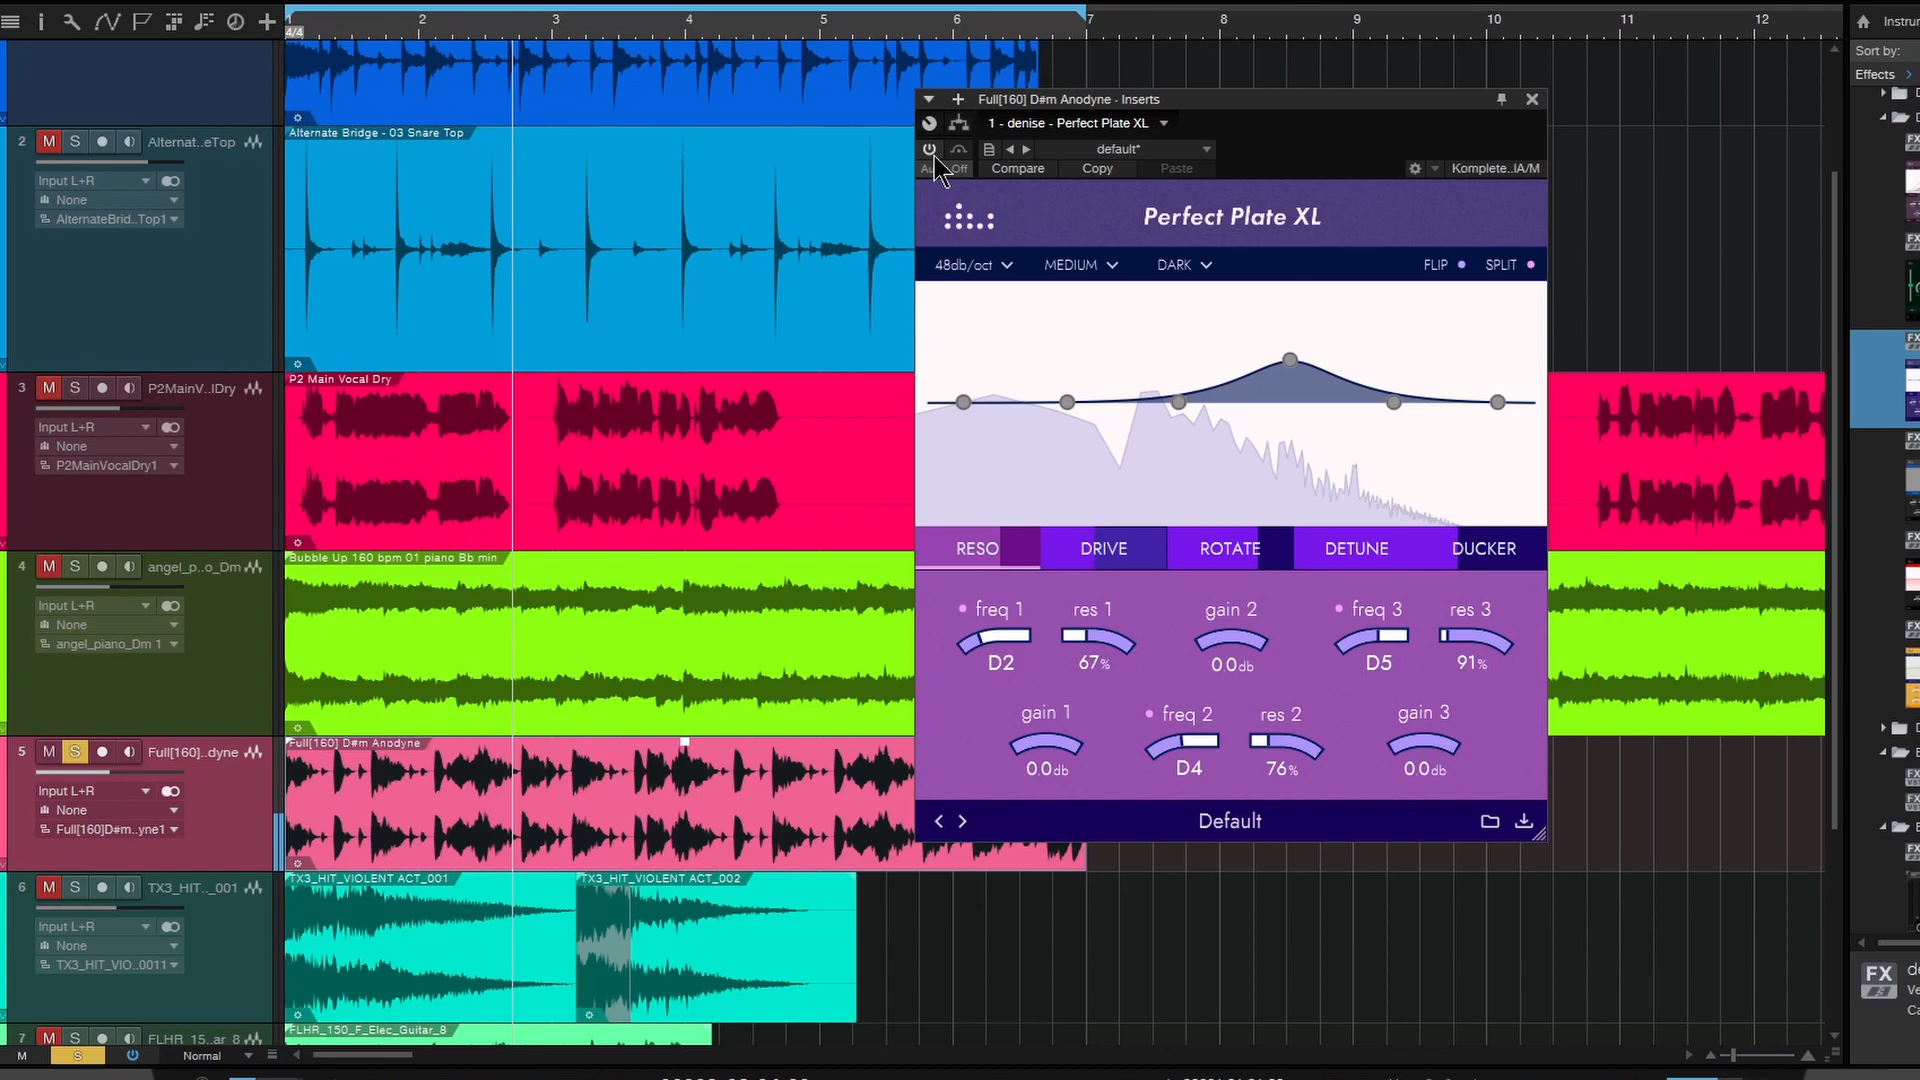 1 2 3 4 5 6 7 8 9 10 11 12
4/4
Instrum
Sort by:
Effects
2 M S Alternat..eTop
Input L+R
None
AlternateBrid..Top1
Alternate Bridge - 03 Snare Top
3 M S P2MainV..lDry
Input L+R
None
P2MainVocalDry1
P2 Main Vocal Dry
4 M S angel_p..o_Dm
Input L+R
None
angel_piano_Dm 1
Bubble Up 160 bpm 01 piano Bb min
5 M S Full[160]..dyne
Input L+R
None
Full[160]D#m..yne1
Full[160] D#m Anodyne
6 M S TX3_HIT_.._001
Input L+R
None
TX3_HIT_VIO..0011
TX3_HIT_VIOLENT ACT_001
TX3_HIT_VIOLENT ACT_002
7 M S FLHR_15..ar_8
FLHR_150_F_Elec_Guitar_8
M S Normal
Full[160] D#m Anodyne - Inserts
1 - denise - Perfect Plate XL
default*
Compare Copy Paste Komplete..IA/M
Perfect Plate XL
48db/oct MEDIUM DARK FLIP SPLIT
RESO DRIVE ROTATE DETUNE DUCKER
freq 1 res 1 gain 2 freq 3 res 3
D2 67% 0.0db D5 91%
gain 1 freq 2 res 2 gain 3
0.0db D4 76% 0.0db
Default
FX